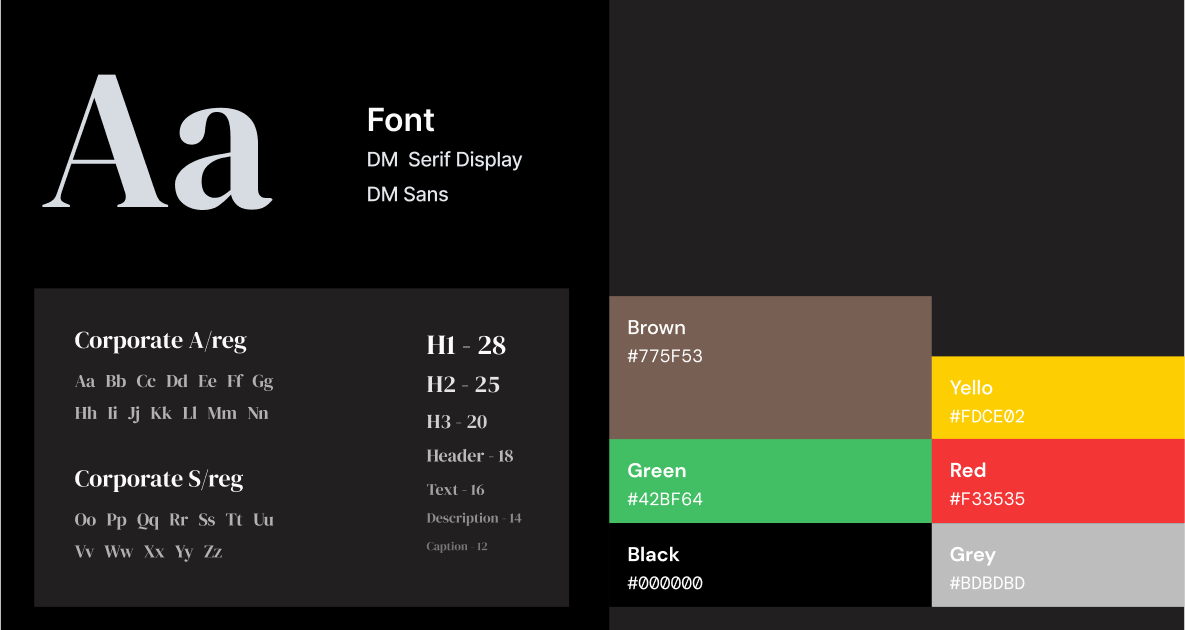 Aa
Font
DM Serif Display
DM Sans
Corporate A/reg
Aa Bb Cc Dd Ee Ff Gg
Hh Ii Jj Kk Ll Mm Nn
Corporate S/reg
Oo Pp Qq Rr Ss Tt Uu
Vv Ww Xx Yy Zz
H1 - 28
H2 - 25
H3 - 20
Header - 18
Text - 16
Description - 14
Caption - 12
Brown
#775F53
Yello
#FDCE02
Green
#42BF64
Red
#F33535
Black
#000000
Grey
#BDBDBD